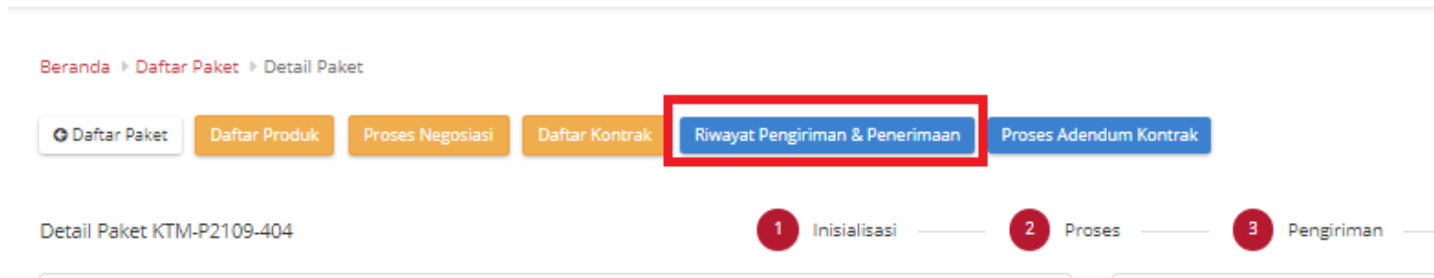 Beranda Daftar Paket Detail Paket
Daftar Paket Daftar Produk Proses Negosiasi Daftar Kontrak Riwayat Pengiriman & Penerimaan Proses Adendum Kontrak
Detail Paket KTM-P2109-404 1 Inisialisasi 2 Proses 3 Pengiriman